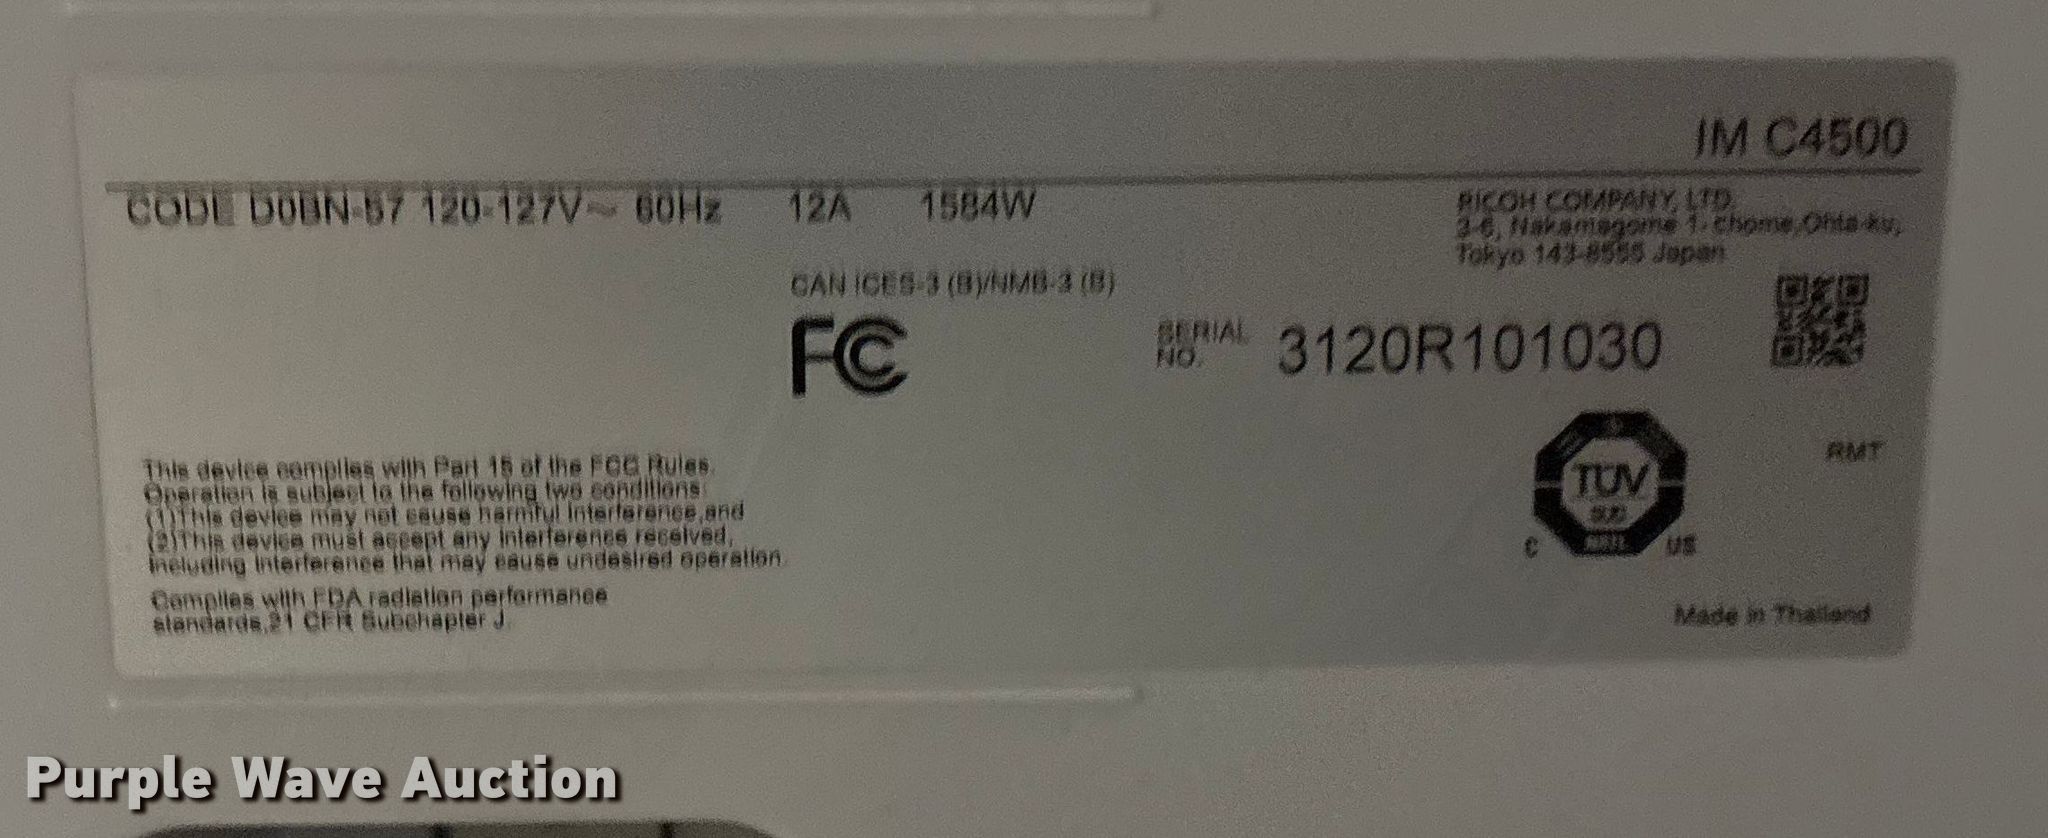 IM C4500
CODE D0BN-57 120-127V~ 60Hz 12A 1584W
RICOH COMPANY, LTD.
3-6, Nakamagome 1-chome,Ohta-ku,
Tokyo 143-8555 Japan
CAN ICES-3 (B)/NMB-3 (B)
FC
SERIAL
NO. 3120R101030
TÜV
SÜD
C US
RMT
This device complies with Part 15 of the FCC Rules.
Operation is subject to the following two conditions:
(1)This device may not cause harmful interference,and
(2)This device must accept any interference received,
including interference that may cause undesired operation.
Complies with FDA radiation performance
standards,21 CFR Subchapter J.
Made in Thailand
Purple Wave Auction